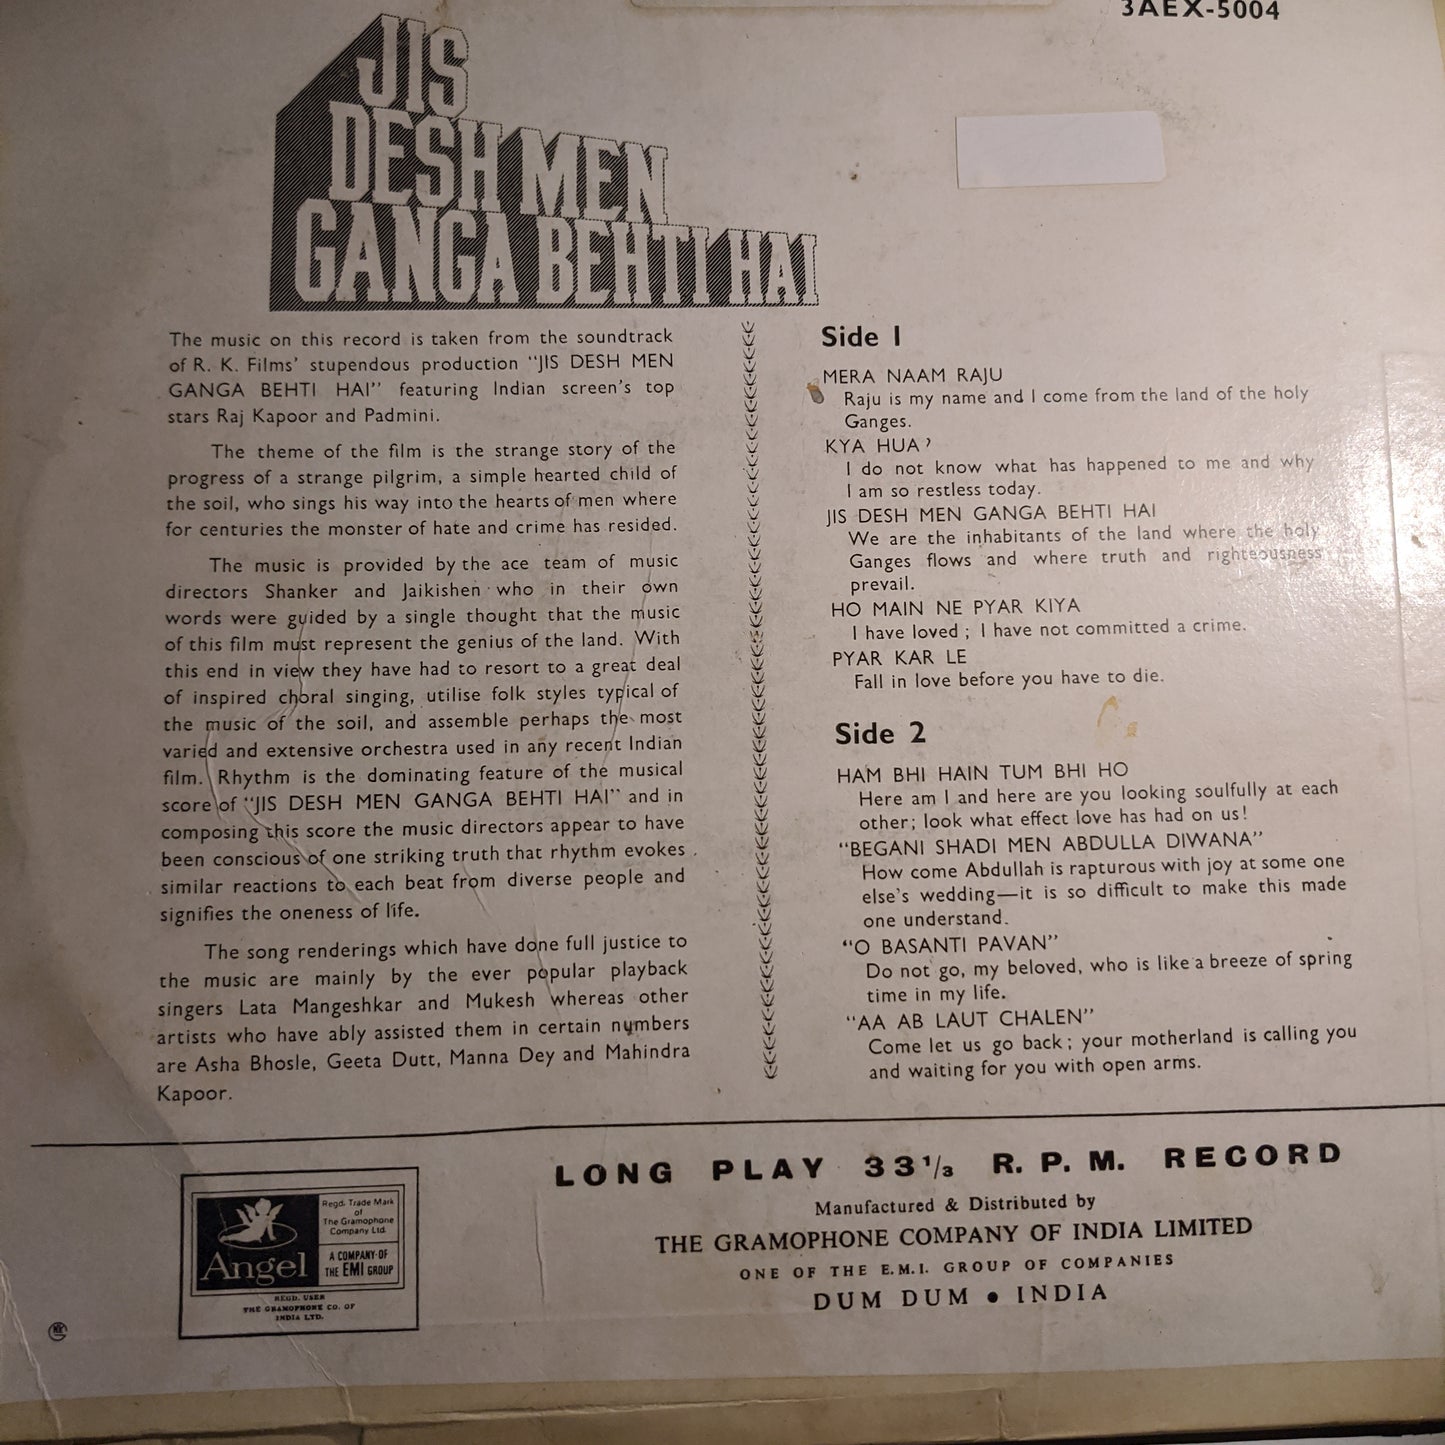 3AEX-5004
JIS
DESH MEN
GANGA BEHTI HAI
The music on this record is taken from the soundtrack
of R. K. Films' stupendous production "JIS DESH MEN
GANGA BEHTI HAI" featuring Indian screen's top
stars Raj Kapoor and Padmini.
The theme of the film is the strange story of the
progress of a strange pilgrim, a simple hearted child of
the soil, who sings his way into the hearts of men where
for centuries the monster of hate and crime has resided.
The music is provided by the ace team of music
directors Shanker and Jaikishen who in their own
words were guided by a single thought that the music
of this film must represent the genius of the land. With
this end in view they have had to resort to a great deal
of inspired choral singing, utilise folk styles typical of
the music of the soil, and assemble perhaps the most
varied and extensive orchestra used in any recent Indian
film. Rhythm is the dominating feature of the musical
score of "JIS DESH MEN GANGA BEHTI HAI" and in
composing this score the music directors appear to have
been conscious of one striking truth that rhythm evokes
similar reactions to each beat from diverse people and
signifies the oneness of life.
The song renderings which have done full justice to
the music are mainly by the ever popular playback
singers Lata Mangeshkar and Mukesh whereas other
artists who have ably assisted them in certain numbers
are Asha Bhosle, Geeta Dutt, Manna Dey and Mahindra
Kapoor.
Side 1
MERA NAAM RAJU
Raju is my name and I come from the land of the holy
Ganges.
KYA HUA?
I do not know what has happened to me and why
I am so restless today.
JIS DESH MEN GANGA BEHTI HAI
We are the inhabitants of the land where the holy
Ganges flows and where truth and righteousness
prevail.
HO MAIN NE PYAR KIYA
I have loved; I have not committed a crime.
PYAR KAR LE
Fall in love before you have to die.
Side 2
HAM BHI HAIN TUM BHI HO
Here am I and here are you looking soulfully at each
other; look what effect love has had on us!
"BEGANI SHADI MEN ABDULLA DIWANA"
How come Abdullah is rapturous with joy at some one
else's wedding—it is so difficult to make this made
one understand.
"O BASANTI PAVAN"
Do not go, my beloved, who is like a breeze of spring
time in my life.
"AA AB LAUT CHALEN"
Come let us go back; your motherland is calling you
and waiting for you with open arms.
LONG PLAY 33 1/3 R. P. M. RECORD
Manufactured & Distributed by
THE GRAMOPHONE COMPANY OF INDIA LIMITED
ONE OF THE E.M.I. GROUP OF COMPANIES
DUM DUM • INDIA
Angel
Regd. Trade Mark
of
The Gramophone
Company Ltd.
A COMPANY OF
THE EMI GROUP
REGD. USER
THE GRAMOPHONE CO. OF
INDIA LTD.